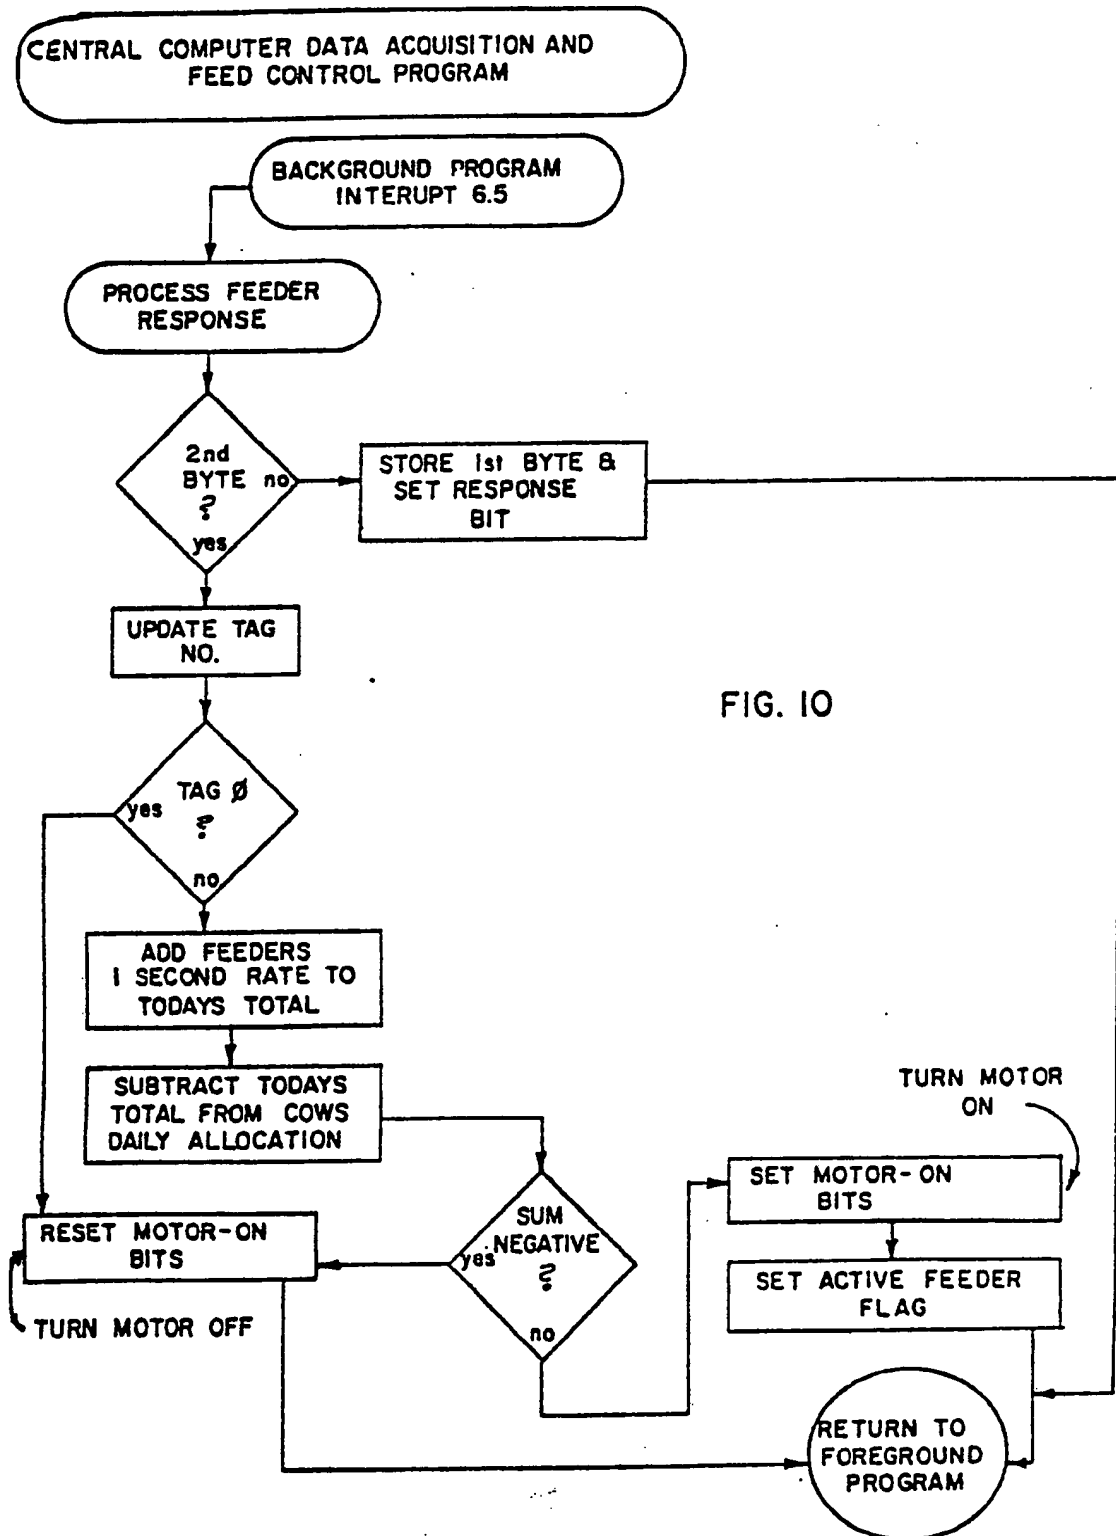 CENTRAL COMPUTER DATA ACQUISITION AND
FEED CONTROL PROGRAM
BACKGROUND PROGRAM
INTERUPT 6.5
PROCESS FEEDER
RESPONSE
2nd
BYTE no
?
yes
STORE 1st BYTE &
SET RESPONSE
BIT
UPDATE TAG
NO.
FIG. 10
TAG Ø
yes
?
no
ADD FEEDERS
1 SECOND RATE TO
TODAYS TOTAL
SUBTRACT TODAYS
TOTAL FROM COWS
DAILY ALLOCATION
TURN MOTOR
ON
SET MOTOR-ON
BITS
SUM
NEGATIVE
yes
?
no
RESET MOTOR-ON
BITS
SET ACTIVE FEEDER
FLAG
TURN MOTOR OFF
RETURN TO
FOREGROUND
PROGRAM